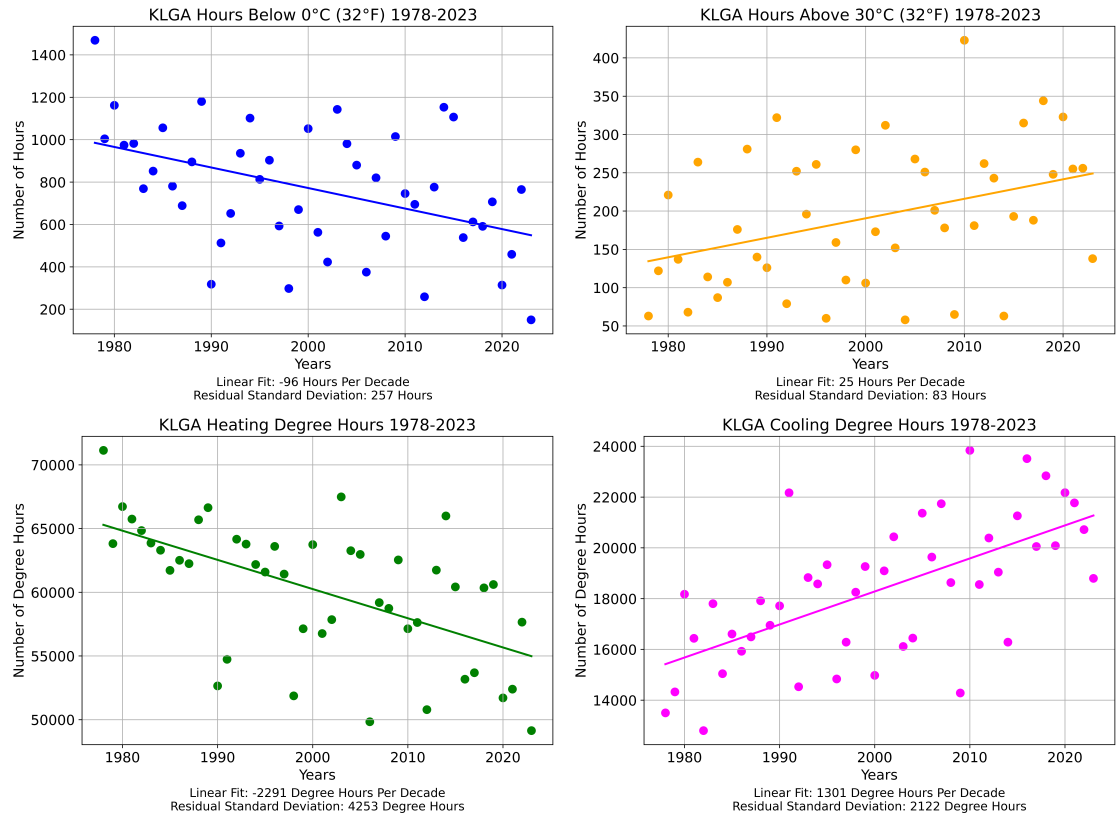 KLGA Hours Below 0°C (32°F) 1978-2023
Number of Hours
1400
1200
1000
800
600
400
200
1980
1990
2000
2010
2020
Years
Linear Fit: -96 Hours Per Decade
Residual Standard Deviation: 257 Hours
KLGA Hours Above 30°C (32°F) 1978-2023
Number of Hours
400
350
300
250
200
150
100
50
1980
1990
2000
2010
2020
Years
Linear Fit: 25 Hours Per Decade
Residual Standard Deviation: 83 Hours
KLGA Heating Degree Hours 1978-2023
Number of Degree Hours
70000
65000
60000
55000
50000
1980
1990
2000
2010
2020
Years
Linear Fit: -2291 Degree Hours Per Decade
Residual Standard Deviation: 4253 Degree Hours
KLGA Cooling Degree Hours 1978-2023
Number of Degree Hours
24000
22000
20000
18000
16000
14000
1980
1990
2000
2010
2020
Years
Linear Fit: 1301 Degree Hours Per Decade
Residual Standard Deviation: 2122 Degree Hours